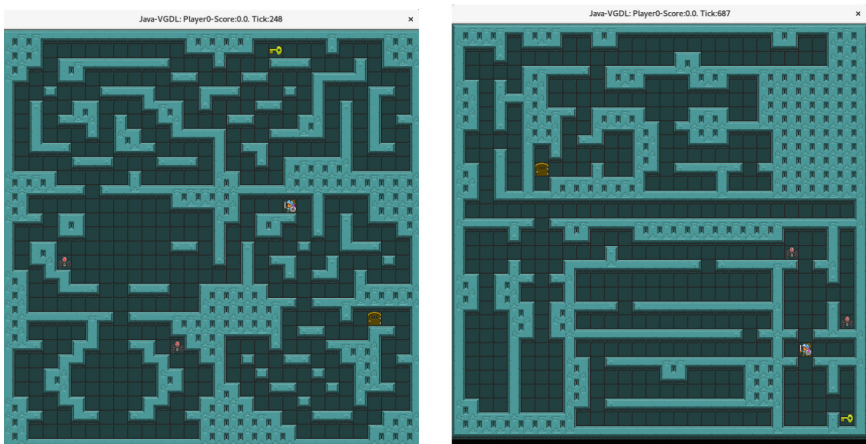 Java-VGDL: Player0-Score:0.0. Tick:248 ×
Java-VGDL: Player0-Score:0.0. Tick:687 ×